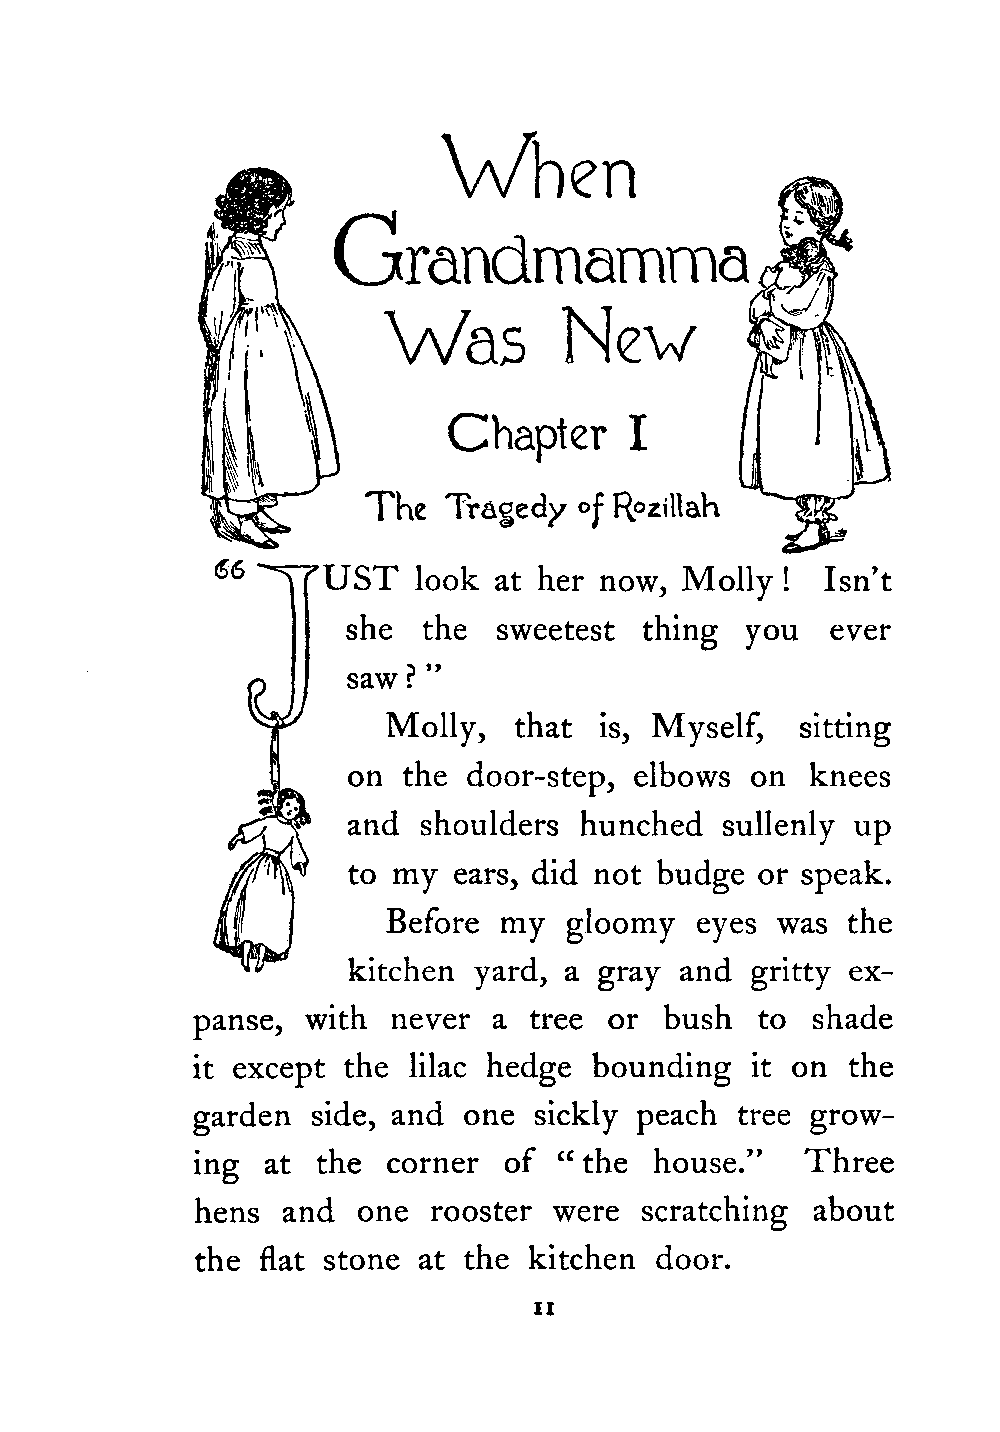 When
Grandmamma
Was New
Chapter I
The Tragedy of Rozillah
“JUST look at her now, Molly! Isn't
she the sweetest thing you ever
saw?”
Molly, that is, Myself, sitting
on the door-step, elbows on knees
and shoulders hunched sullenly up
to my ears, did not budge or speak.
Before my gloomy eyes was the
kitchen yard, a gray and gritty ex-
panse, with never a tree or bush to shade
it except the lilac hedge bounding it on the
garden side, and one sickly peach tree grow-
ing at the corner of “the house.” Three
hens and one rooster were scratching about
the flat stone at the kitchen door.
11